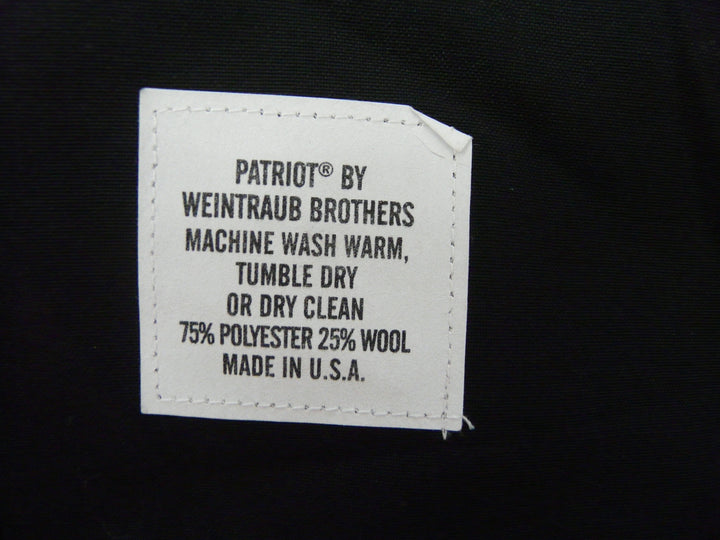 PATRIOT® BY
WEINTRAUB BROTHERS
MACHINE WASH WARM,
TUMBLE DRY
OR DRY CLEAN
75% POLYESTER 25% WOOL
MADE IN U.S.A.